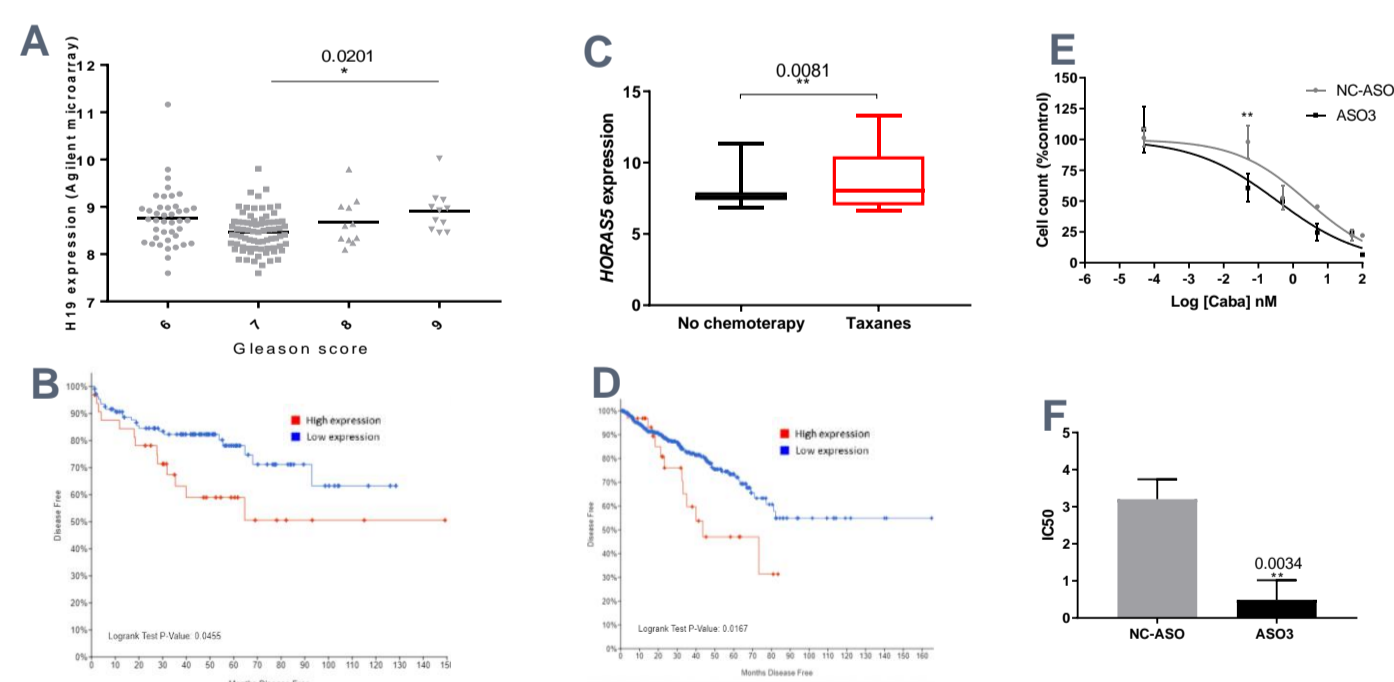 A
H19 expression (Agilent microarray)
0.0201
*
12
11
10
9
8
7
6
7
8
9
Gleason score
B
100%
90%
80%
70%
60%
50%
40%
30%
20%
10%
0%
Disease Free
High expression
Low expression
Logrank Test P-Value: 0.0455
0 10 20 30 40 50 60 70 80 90 100 110 120 130 140
Months Disease Free
C
HORAS5 expression
0.0081
**
15
10
5
0
No chemoterapy
Taxanes
D
100%
90%
80%
70%
60%
50%
40%
30%
20%
10%
0%
Disease Free
High expression
Low expression
Logrank Test P-Value: 0.0167
0 10 20 30 40 50 60 70 80 90 100 110 120 130 140 150 160
Months Disease Free
E
Cell count (%control)
150
125
100
75
50
25
0
**
NC-ASO
ASO3
-6 -5 -4 -3 -2 -1 0 1 2
Log [Caba] nM
F
IC50
5
4
3
2
1
0
0.0034
**
NC-ASO
ASO3